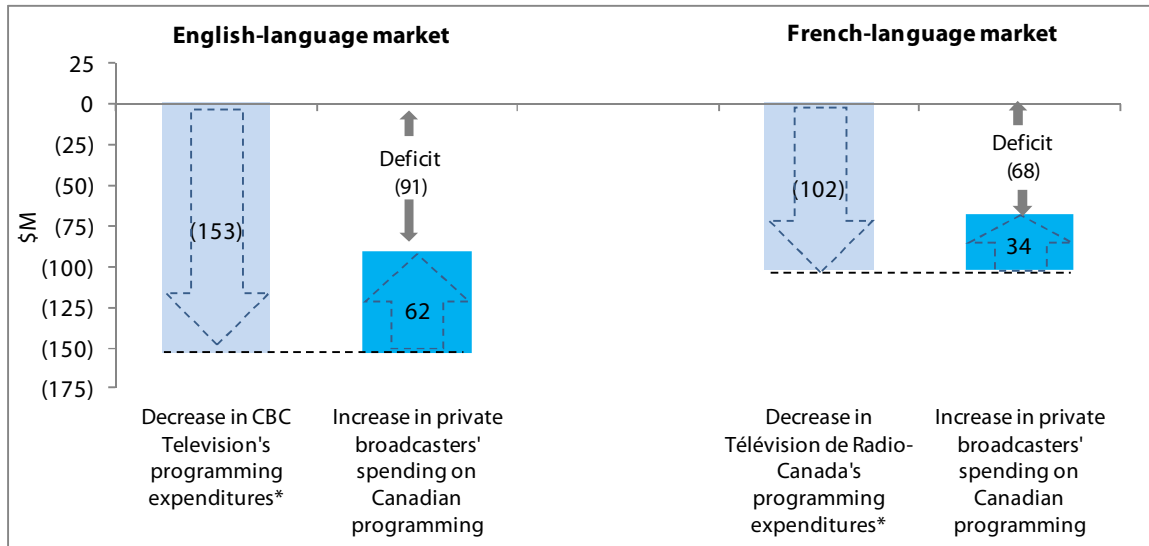 English-language market
French-language market
25
0
(25)
(50)
(75)
(100)
(125)
(150)
(175)
$M
(153)
Deficit
(91)
62
(102)
Deficit
(68)
34
Decrease in CBC
Television's
programming
expenditures*
Increase in private
broadcasters'
spending on
Canadian
programming
Decrease in
Télévision de Radio-
Canada's
programming
expenditures*
Increase in private
broadcasters'
spending on
Canadian
programming